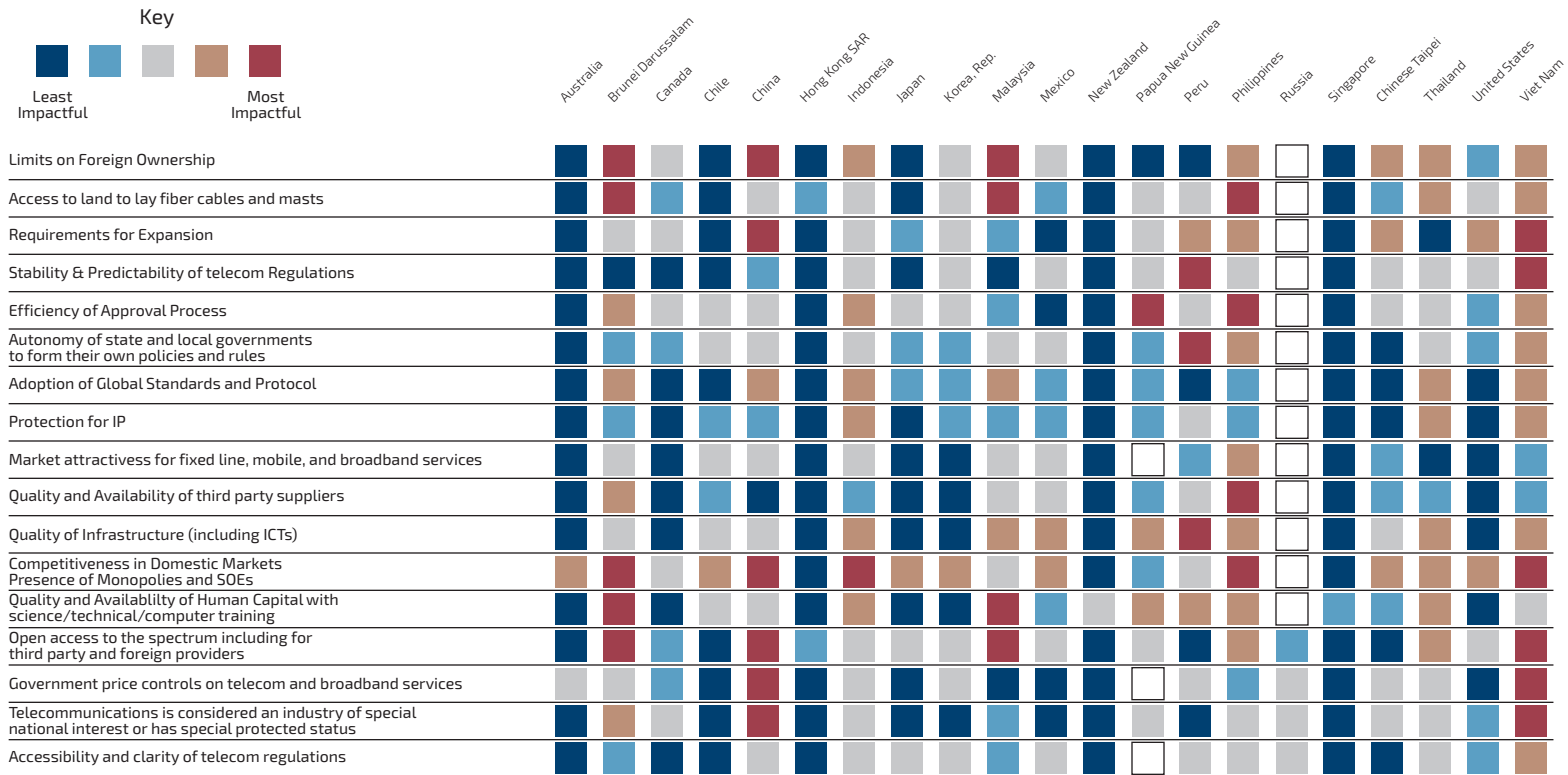 Key
Least
Impactful
Most
Impactful
Australia
Brunei Darussalam
Canada
Chile
China
Hong Kong SAR
Indonesia
Japan
Korea, Rep.
Malaysia
Mexico
New Zealand
Papua New Guinea
Peru
Philippines
Russia
Singapore
Chinese Taipei
Thailand
United States
Viet Nam
Limits on Foreign Ownership
Access to land to lay fiber cables and masts
Requirements for Expansion
Stability & Predictability of telecom Regulations
Efficiency of Approval Process
Autonomy of state and local governments
to form their own policies and rules
Adoption of Global Standards and Protocol
Protection for IP
Market attractivess for fixed line, mobile, and broadband services
Quality and Availability of third party suppliers
Quality of Infrastructure (including ICTs)
Competitiveness in Domestic Markets
Presence of Monopolies and SOEs
Quality and Availablilty of Human Capital with
science/technical/computer training
Open access to the spectrum including for
third party and foreign providers
Government price controls on telecom and broadband services
Telecommunications is considered an industry of special
national interest or has special protected status
Accessibility and clarity of telecom regulations